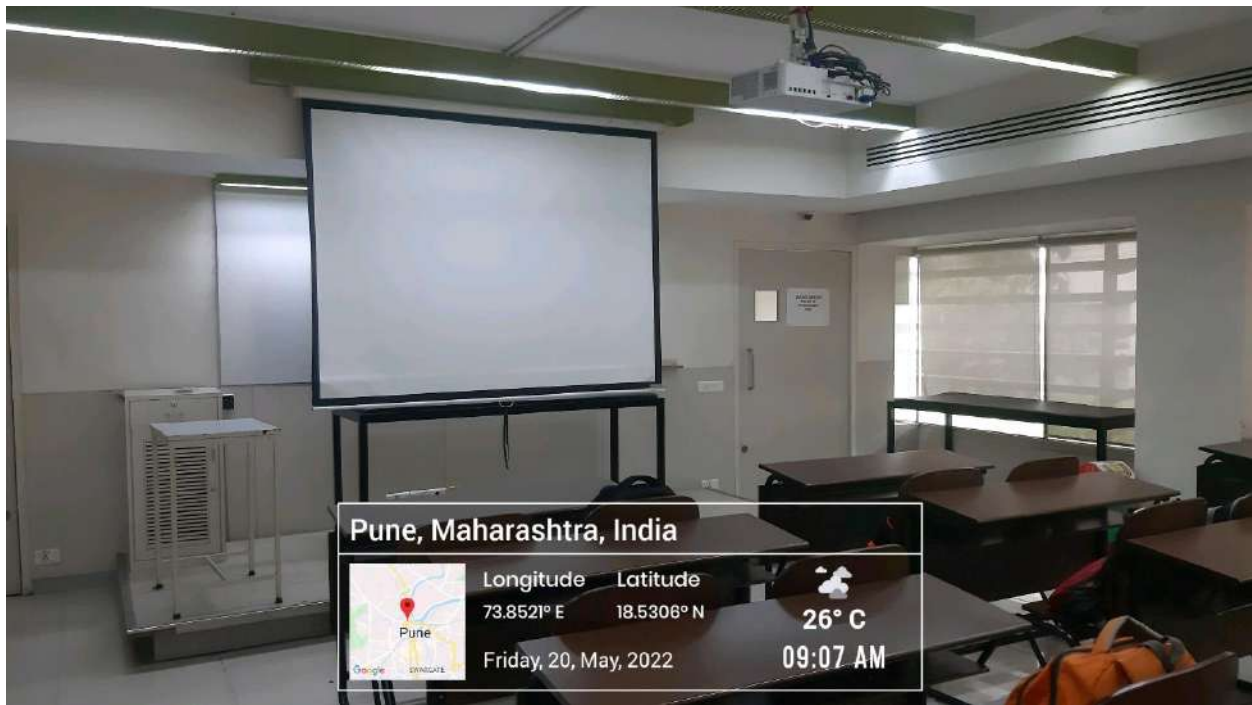 Pune, Maharashtra, India
Longitude Latitude
73.8521° E 18.5306° N
26° C
Pune
Google
SWARGATE
Friday, 20, May, 2022
09:07 AM